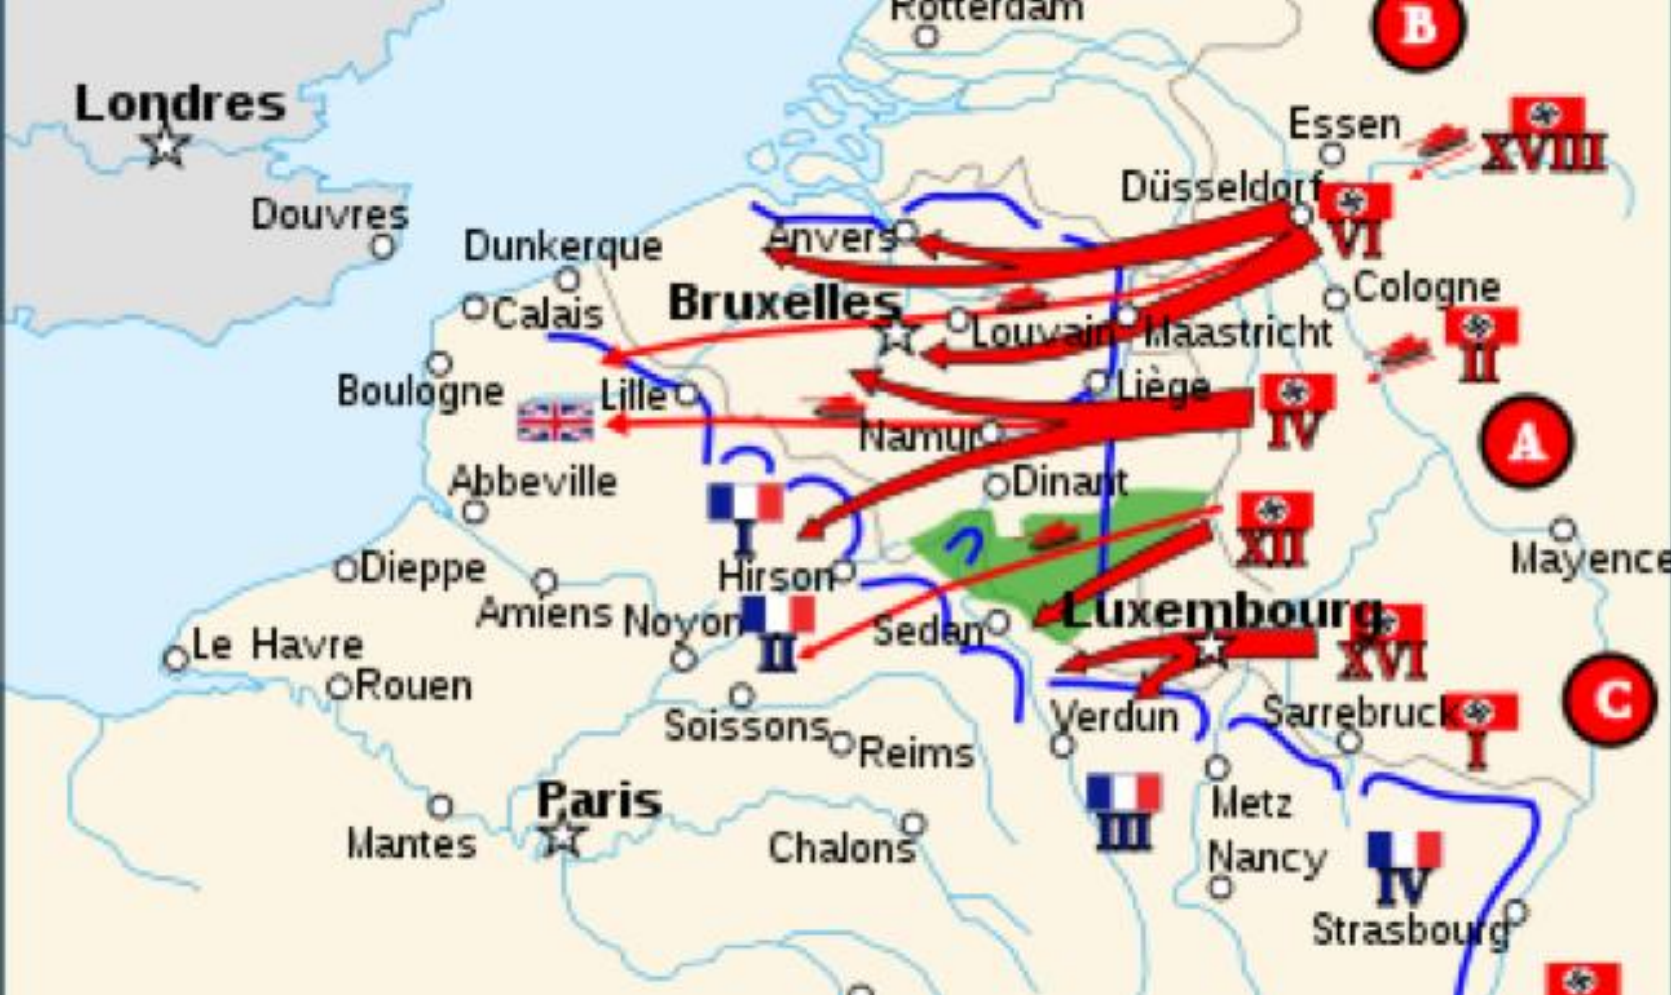 Rotterdam
B
Londres
Essen
XVIII
Düsseldorf
Douvres
VI
Dunkerque
Anvers
Cologne
Bruxelles
Calais
Louvain
Maastricht
II
Boulogne
Lille
Liège
IV
Namur
A
Abbeville
Dinant
I
XII
Mayence
Dieppe
Hirson
Amiens
Noyon
II
Sedan
Luxembourg
XVI
Le Havre
Rouen
C
Soissons
Verdun
Sarrebruck
I
Reims
Paris
III
Metz
Mantes
Chalons
Nancy
IV
Strasbourg